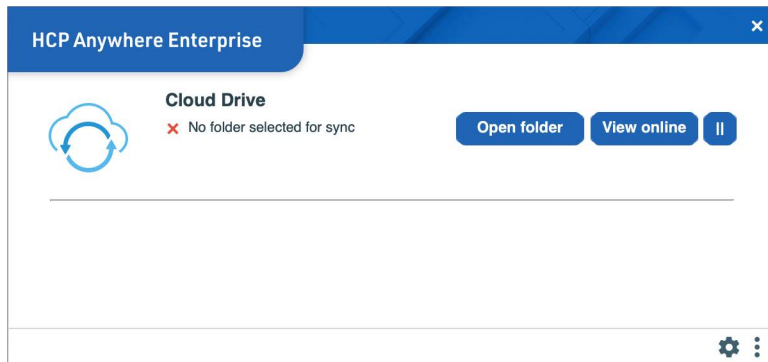 HCP Anywhere Enterprise
Cloud Drive
No folder selected for sync
Open folder
View online